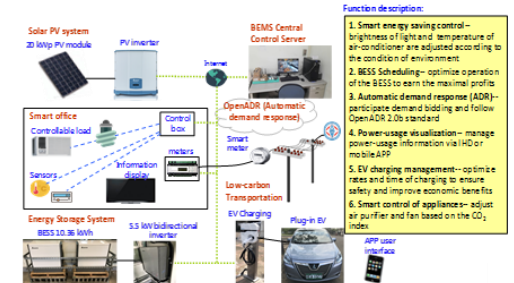 Function description:
Solar PV system
20 kWp PV module
PV inverter
BEMS Central
Control Server
Internet
1. Smart energy saving control–
brightness of light and temperature of
air-conditioner are adjusted according to
the condition of environment
2. BESS Scheduling– optimize operation
of the BESS to earn the maximal profits
3. Automatic demand response (ADR)--
participate demand bidding and follow
Open ADR 2.0b standard
4. Power-usage visualization– manage
power-usage information via IHD or
mobile APP
5. EV charging management-- optimize
rates and time of charging to ensure
safety and improve economic benefits
6. Smart control of appliances– adjust
air purifier and fan based on the CO₂
index
Smart office
Controllable load
Control
box
OpenADR (Automatic
demand response)
Smart
meter
meters
Sensors
Information
display
Low-carbon
Transportation
Energy Storage System
BESS 10.36 kWh
5.5 kW bidirectional
inverter
EV Charging
Plug-in EV
APP user
interface